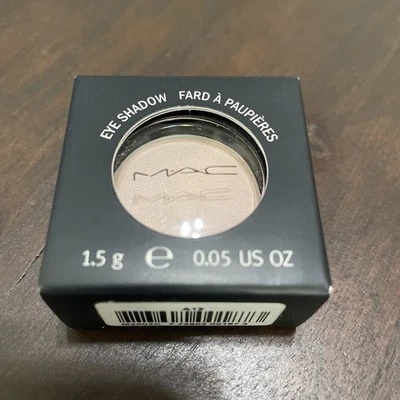 EYE SHADOW FARD À PAUPIÈRES
MAC
MAC
1.5 g ℮ 0.05 US OZ